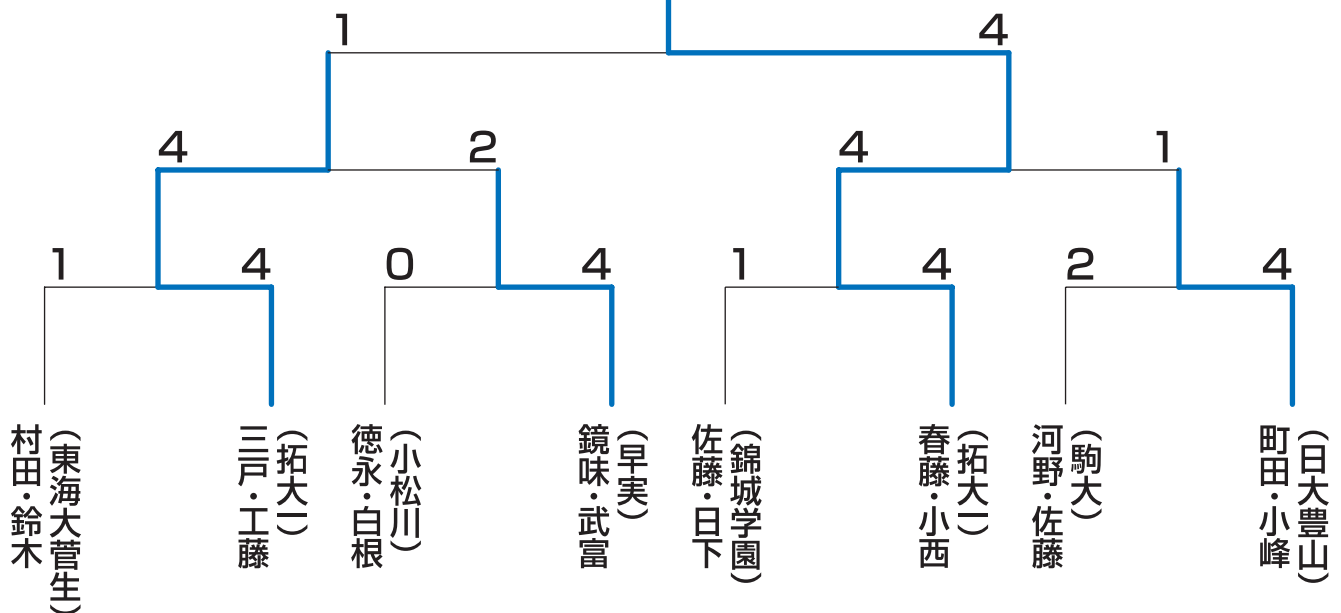 1
4
4
2
4
1
1
4
0
4
1
4
2
4
村田・鈴木
（東海大菅生）
三戸・工藤
（拓大一）
徳永・白根
（小松川）
鏡味・武富
（早実）
佐藤・日下
（錦城学園）
春藤・小西
（拓大一）
河野・佐藤
（駒大）
町田・小峰
（日大豊山）